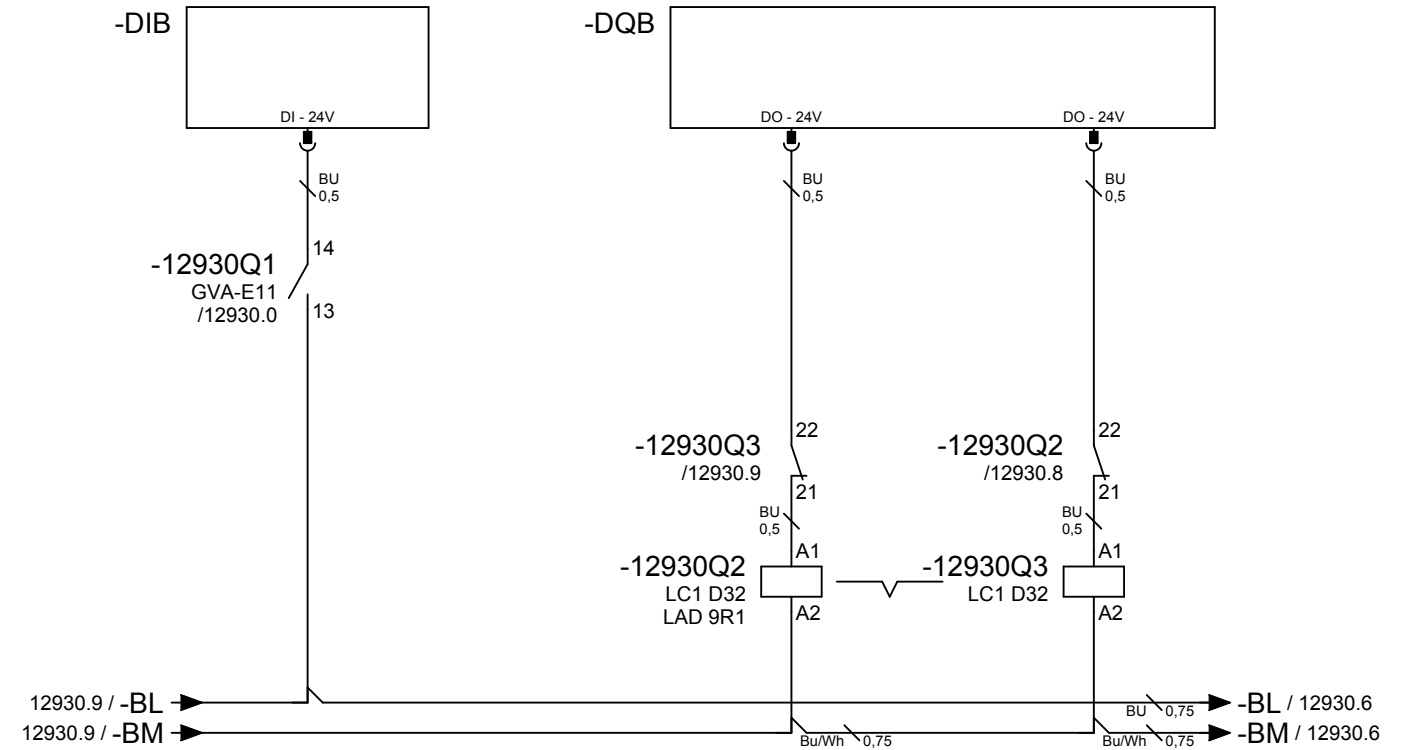 -DIB
-DQB
DI - 24V
DO - 24V
DO - 24V
BU
0,5
BU
0,5
BU
0,5
14
-12930Q1
GVA-E11
/12930.0
13
22
-12930Q3
/12930.9
21
22
-12930Q2
/12930.8
21
BU
0,5
BU
0,5
A1
-12930Q2
LC1 D32
LAD 9R1
A2
A1
-12930Q3
LC1 D32
A2
12930.9 / -BL
BU 0,75
-BL / 12930.6
12930.9 / -BM
Bu/Wh 0,75
Bu/Wh 0,75
-BM / 12930.6